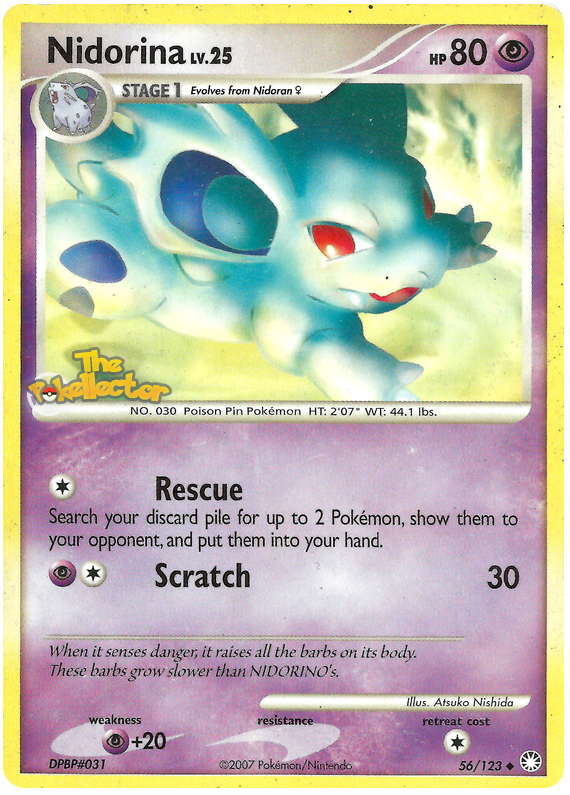 Nidorina LV.25 HP 80
STAGE 1 Evolves from Nidoran♀
The
Pokellector
NO. 030 Poison Pin Pokémon HT: 2'07" WT: 44.1 lbs.
Rescue
Search your discard pile for up to 2 Pokémon, show them to
your opponent, and put them into your hand.
Scratch 30
When it senses danger, it raises all the barbs on its body.
These barbs grow slower than NIDORINO's.
Illus. Atsuko Nishida
weakness resistance retreat cost
+20
DPBP#031 ©2007 Pokémon/Nintendo 56/123 ◆